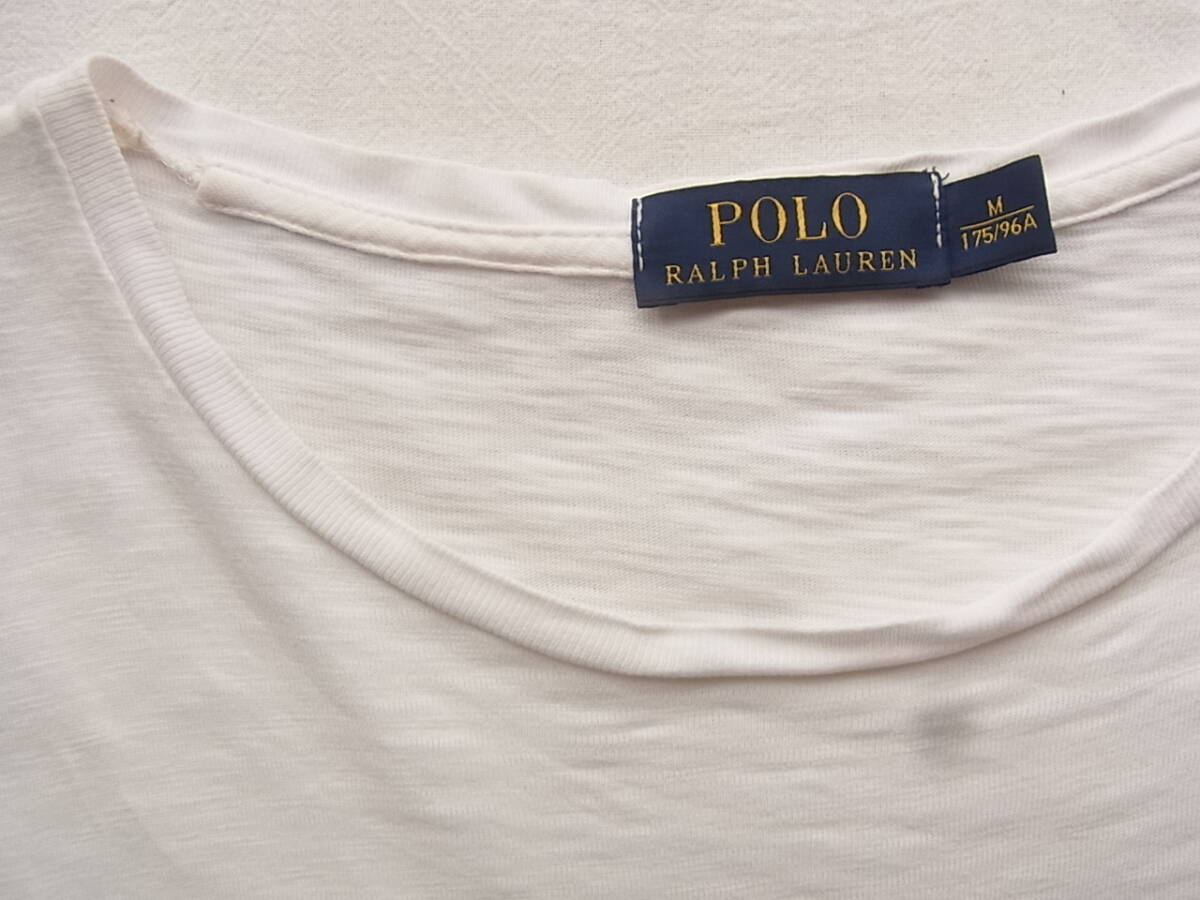 POLO
RALPH LAUREN
M
175/96A